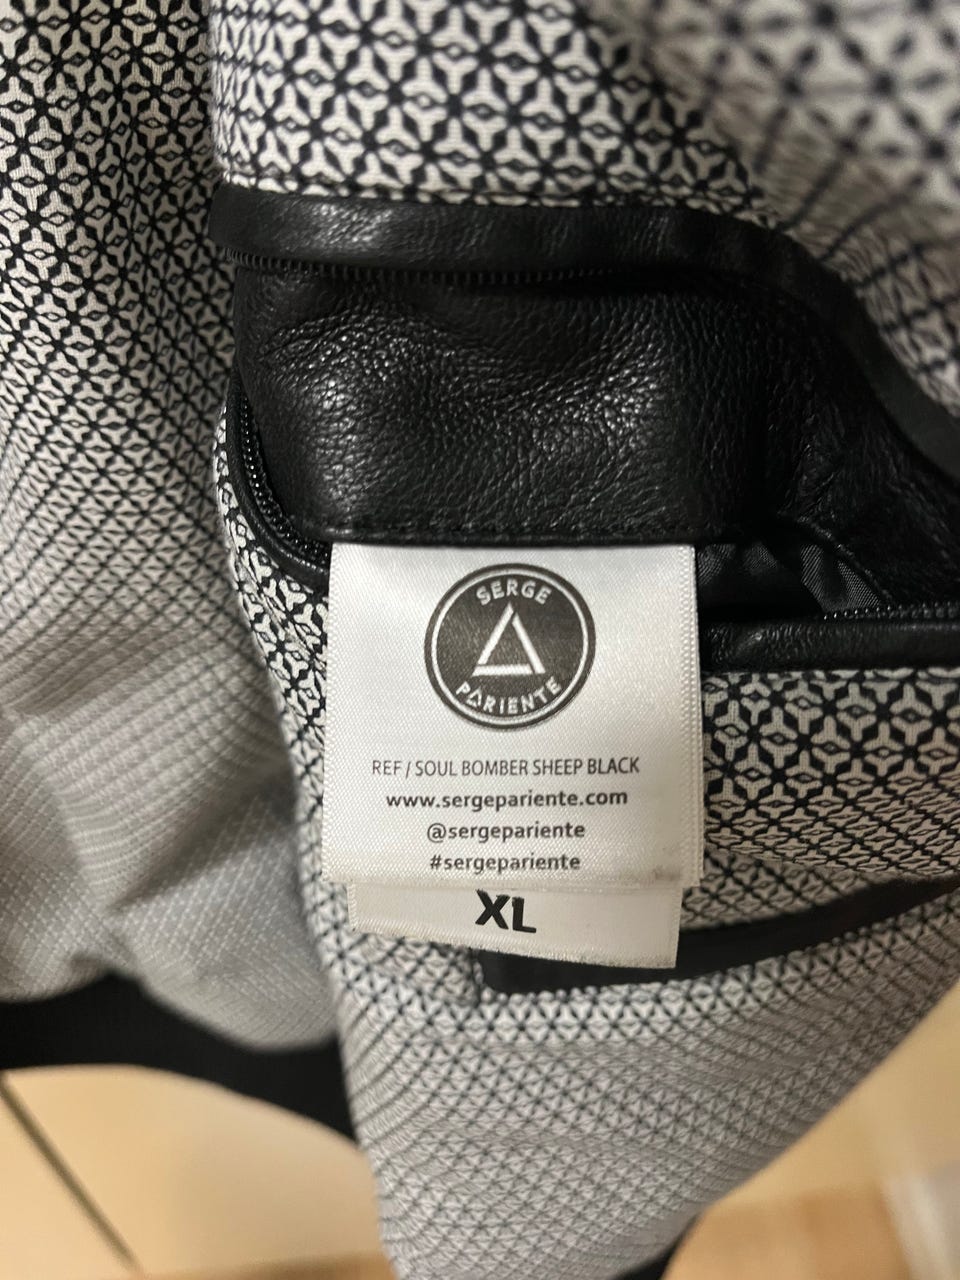 SERGE
PARIENTE
REF / SOUL BOMBER SHEEP BLACK
www.sergepariente.com
@sergepariente
#sergepariente
XL